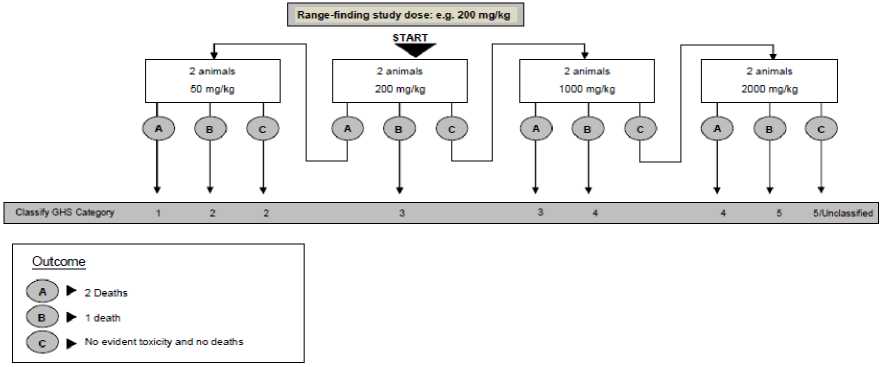 Range-finding study dose: e.g. 200 mg/kg
START
2 animals
50 mg/kg
2 animals
200 mg/kg
2 animals
1000 mg/kg
2 animals
2000 mg/kg
A B C A B C A B C A B C
Classify GHS Category 1 2 2 3 3 4 4 5 5/Unclassified
Outcome
A 2 Deaths
B 1 death
C No evident toxicity and no deaths